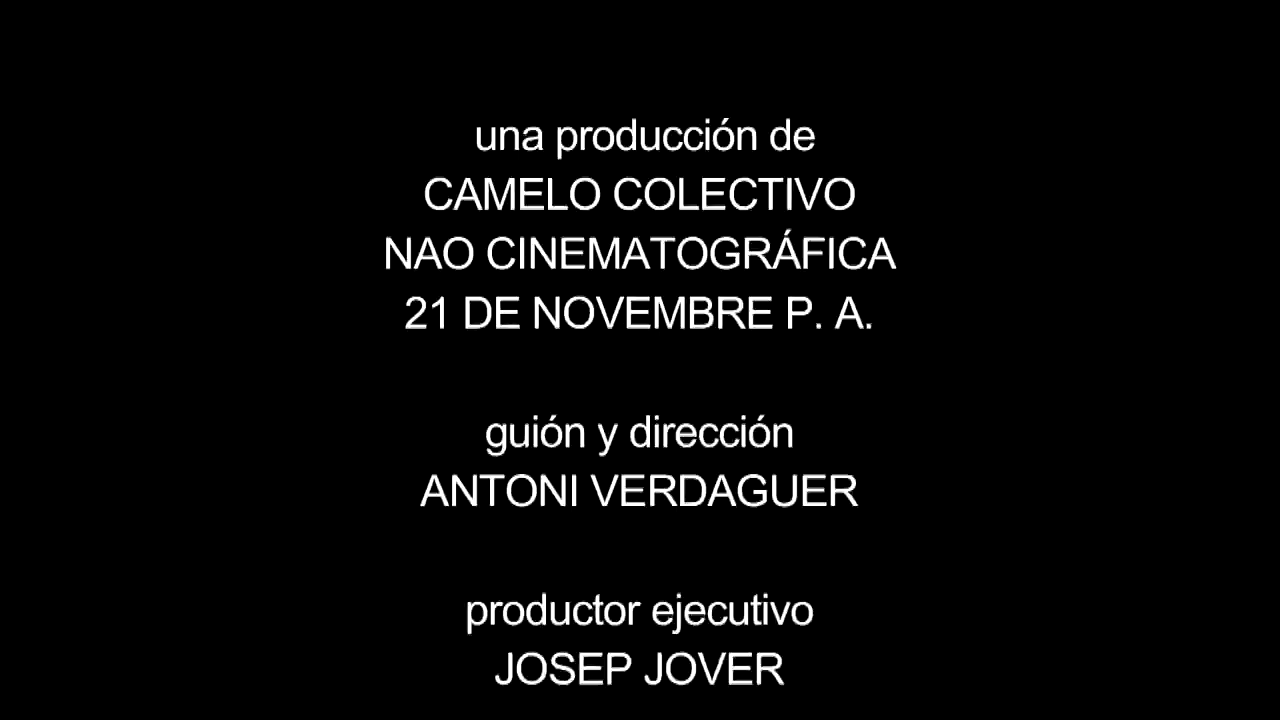 una producción de
CAMELO COLECTIVO
NAO CINEMATOGRÁFICA
21 DE NOVEMBRE P. A.
guión y dirección
ANTONI VERDAGUER
productor ejecutivo
JOSEP JOVER